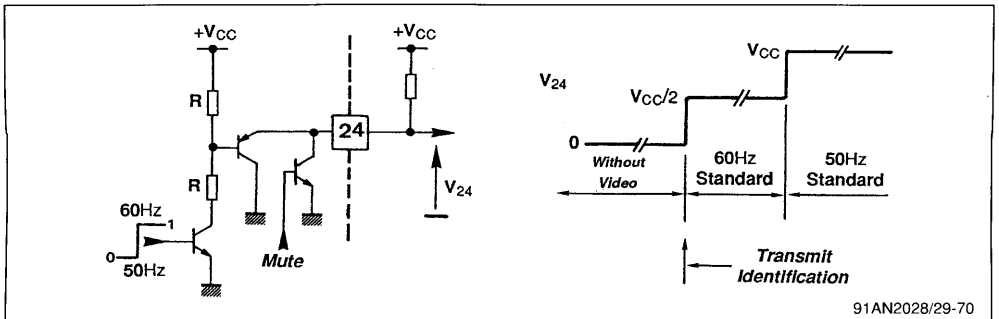 +VCC
R
R
60Hz
1
0
50Hz
Mute
24
+VCC
V24
V24
VCC
VCC/2
0
Without
Video
60Hz
Standard
50Hz
Standard
Transmit
Identification
91AN2028/29-70